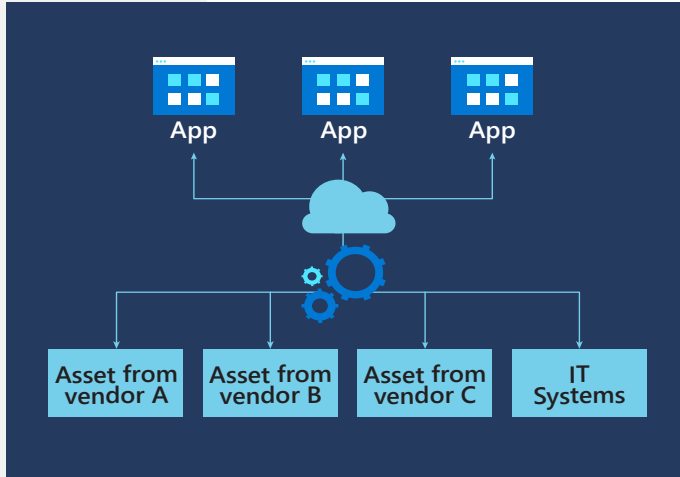 App
App
App
Asset from
vendor A
Asset from
vendor B
Asset from
vendor C
IT
Systems